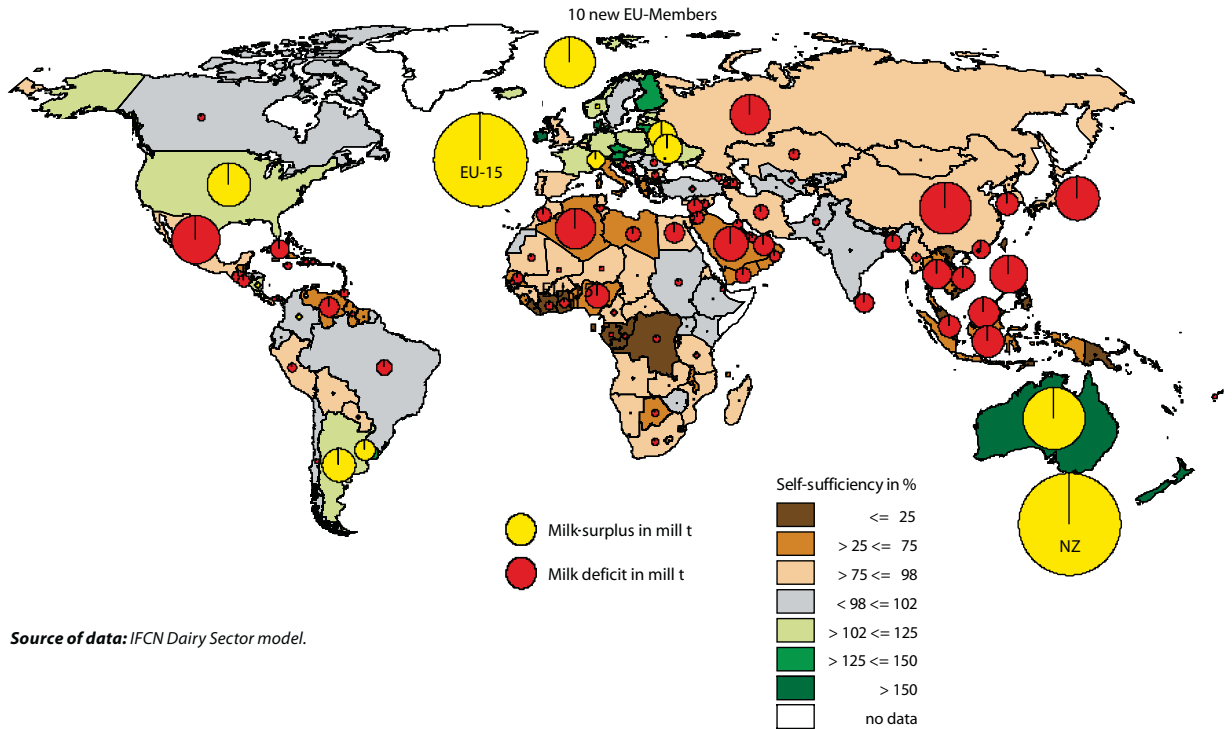 10 new EU-Members
EU-15
NZ
Self-sufficiency in %
<= 25
> 25 <= 75
> 75 <= 98
< 98 <= 102
> 102 <= 125
> 125 <= 150
> 150
no data
Milk-surplus in mill t
Milk deficit in mill t
Source of data: IFCN Dairy Sector model.